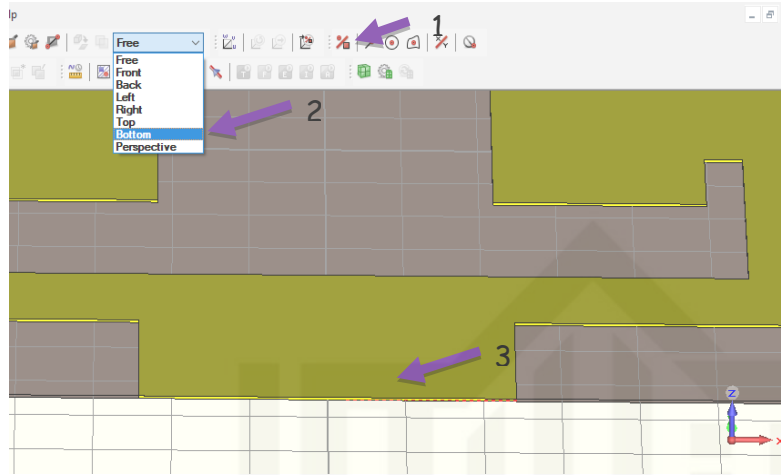 lp
1
Free
Free
Front
Back
Left
Right
Top
Bottom
Perspective
2
3
Z
X